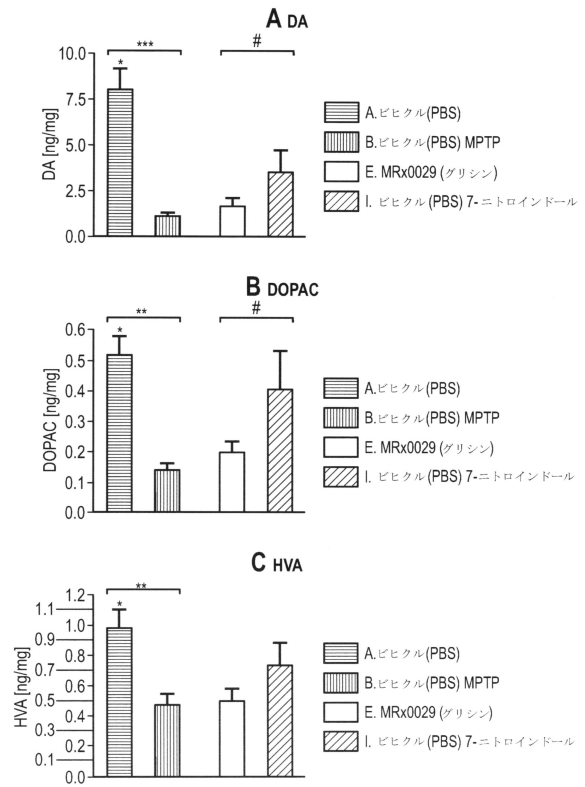 A DA
***
#
*
10.0
7.5
5.0
2.5
0.0
DA [ng/mg]
A.ビヒクル(PBS)
B.ビヒクル(PBS) MPTP
E. MRx0029 (グリシン)
I. ビヒクル(PBS) 7-ニトロインドール
B DOPAC
**
#
*
0.6
0.5
0.4
0.3
0.2
0.1
0.0
DOPAC [ng/mg]
A.ビヒクル(PBS)
B.ビヒクル(PBS) MPTP
E. MRx0029 (グリシン)
I. ビヒクル(PBS) 7-ニトロインドール
C HVA
**
*
1.2
1.1
1.0
0.9
0.8
0.7
0.6
0.5
0.4
0.3
0.2
0.1
0.0
HVA [ng/mg]
A.ビヒクル(PBS)
B.ビヒクル(PBS) MPTP
E. MRx0029 (グリシン)
I. ビヒクル(PBS) 7-ニトロインドール